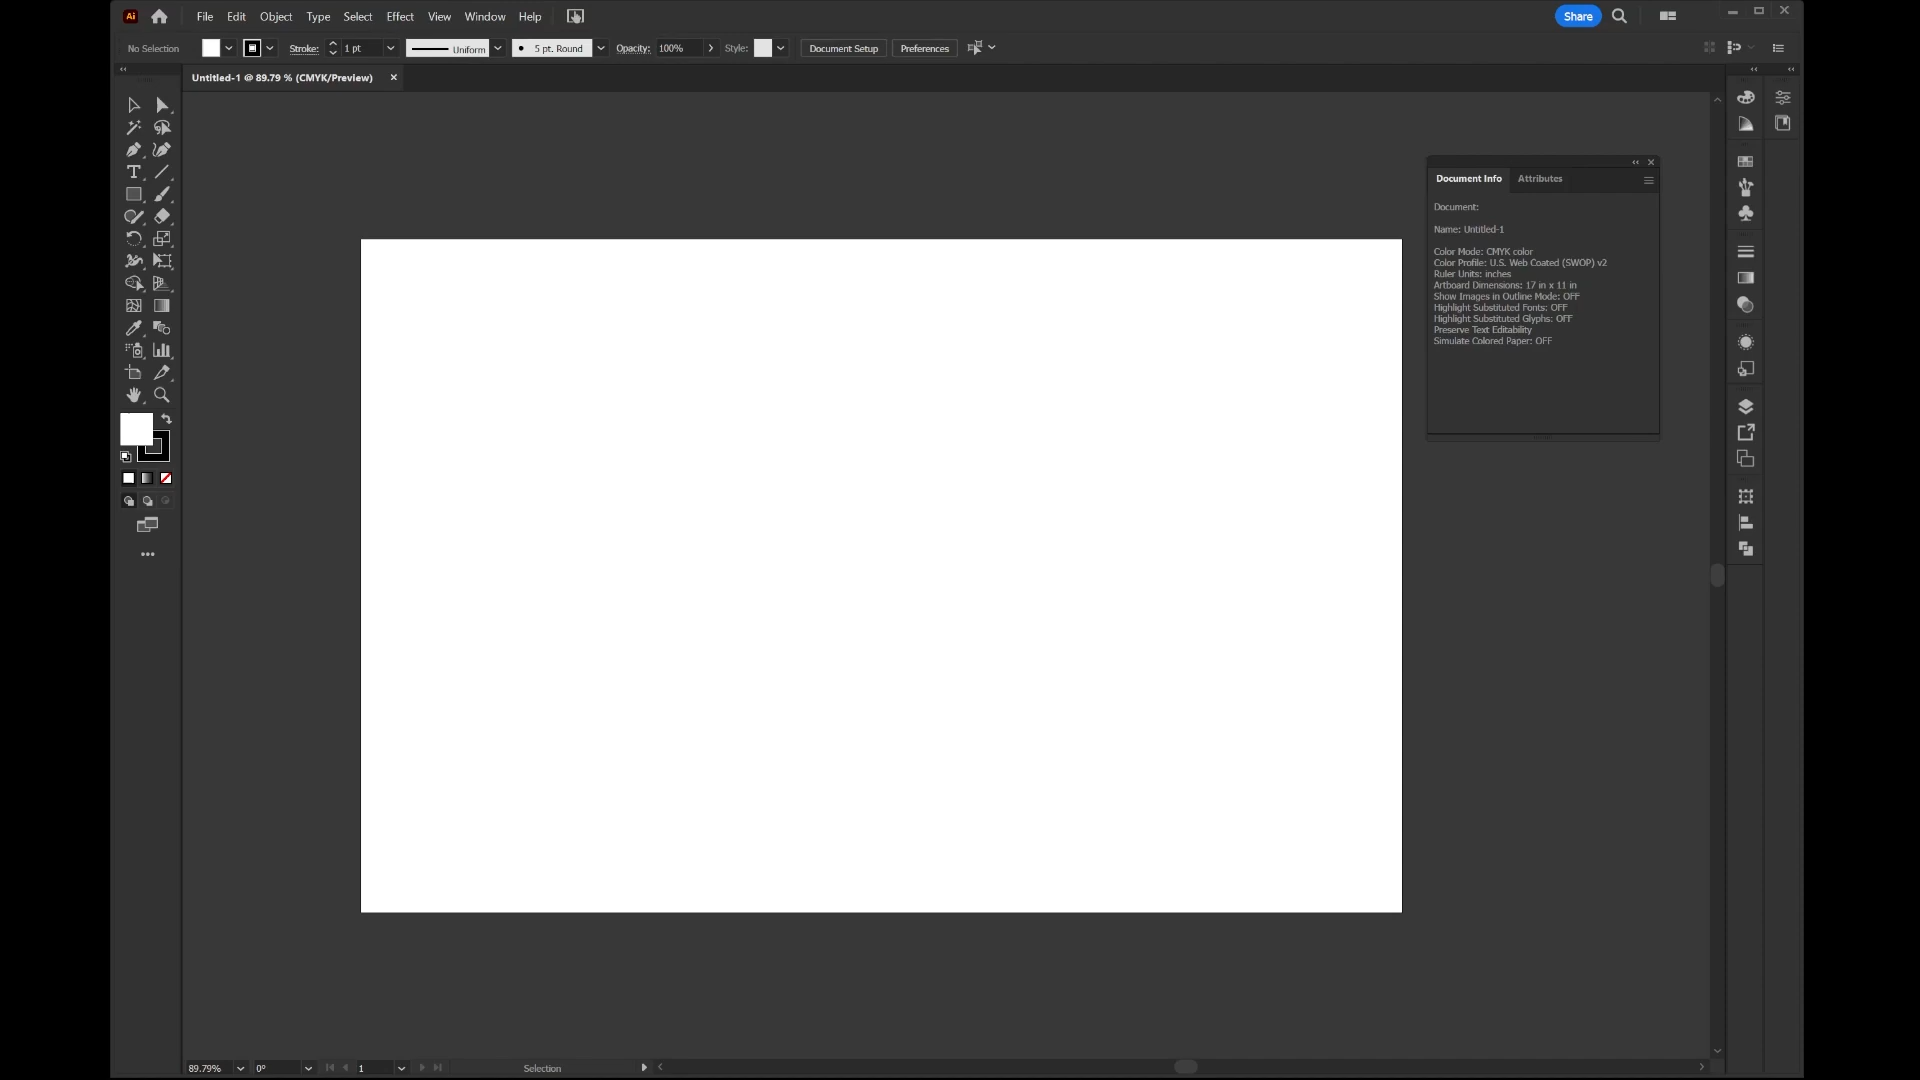 Ai File Edit Object Type Select Effect View Window Help Share
No Selection Stroke: 1 pt Uniform 5 pt. Round Opacity: 100% Style: Document Setup Preferences
Untitled-1 @ 89.79 % (CMYK/Preview)
Document Info Attributes
Document:
Name: Untitled-1
Color Mode: CMYK color
Color Profile: U.S. Web Coated (SWOP) v2
Ruler Units: inches
Artboard Dimensions: 17 in x 11 in
Show Images in Outline Mode: OFF
Highlight Substituted Fonts: OFF
Highlight Substituted Glyphs: OFF
Preserve Text Editability
Simulate Colored Paper: OFF
89.79% 0° 1 Selection